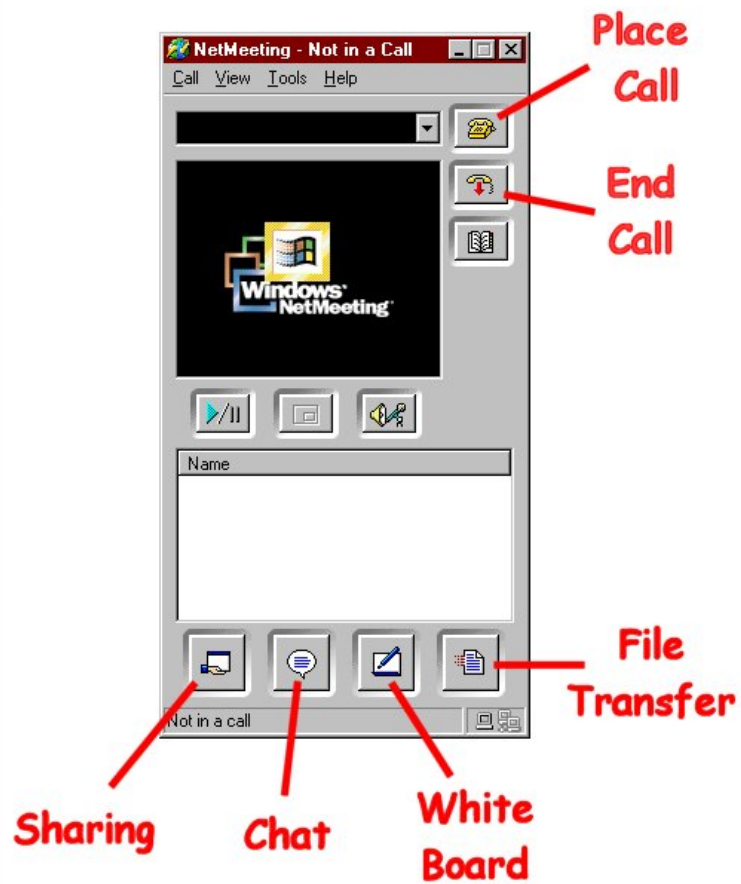 Place
Call
NetMeeting - Not in a Call
Call View Tools Help
End
Call
Windows
NetMeeting
Name
File
Transfer
Not in a call
Sharing
Chat
White
Board